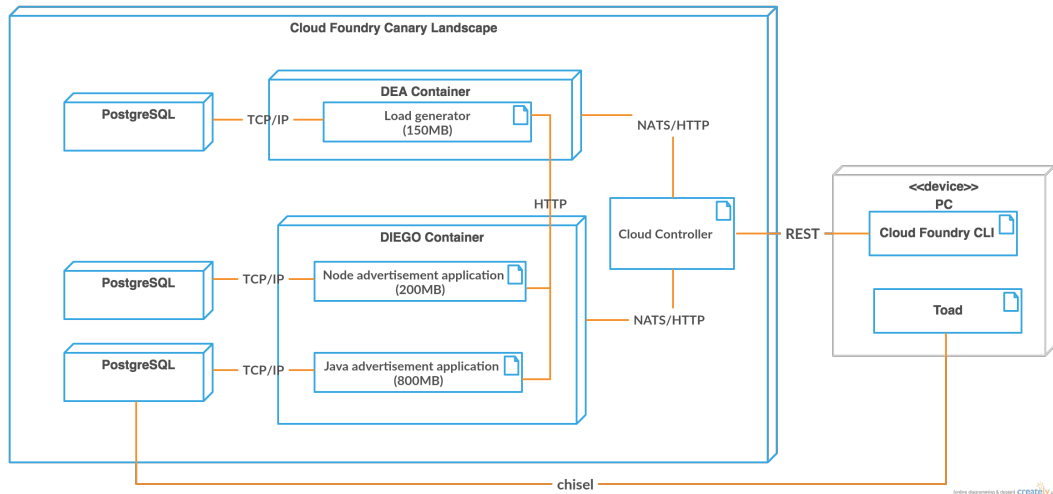 Cloud Foundry Canary Landscape
DEA Container
PostgreSQL
TCP/IP
Load generator
(150MB)
NATS/HTTP
<<device>>
PC
HTTP
Cloud Controller
REST
Cloud Foundry CLI
DIEGO Container
PostgreSQL
TCP/IP
Node advertisement application
(200MB)
Toad
NATS/HTTP
PostgreSQL
TCP/IP
Java advertisement application
(800MB)
chisel
creately